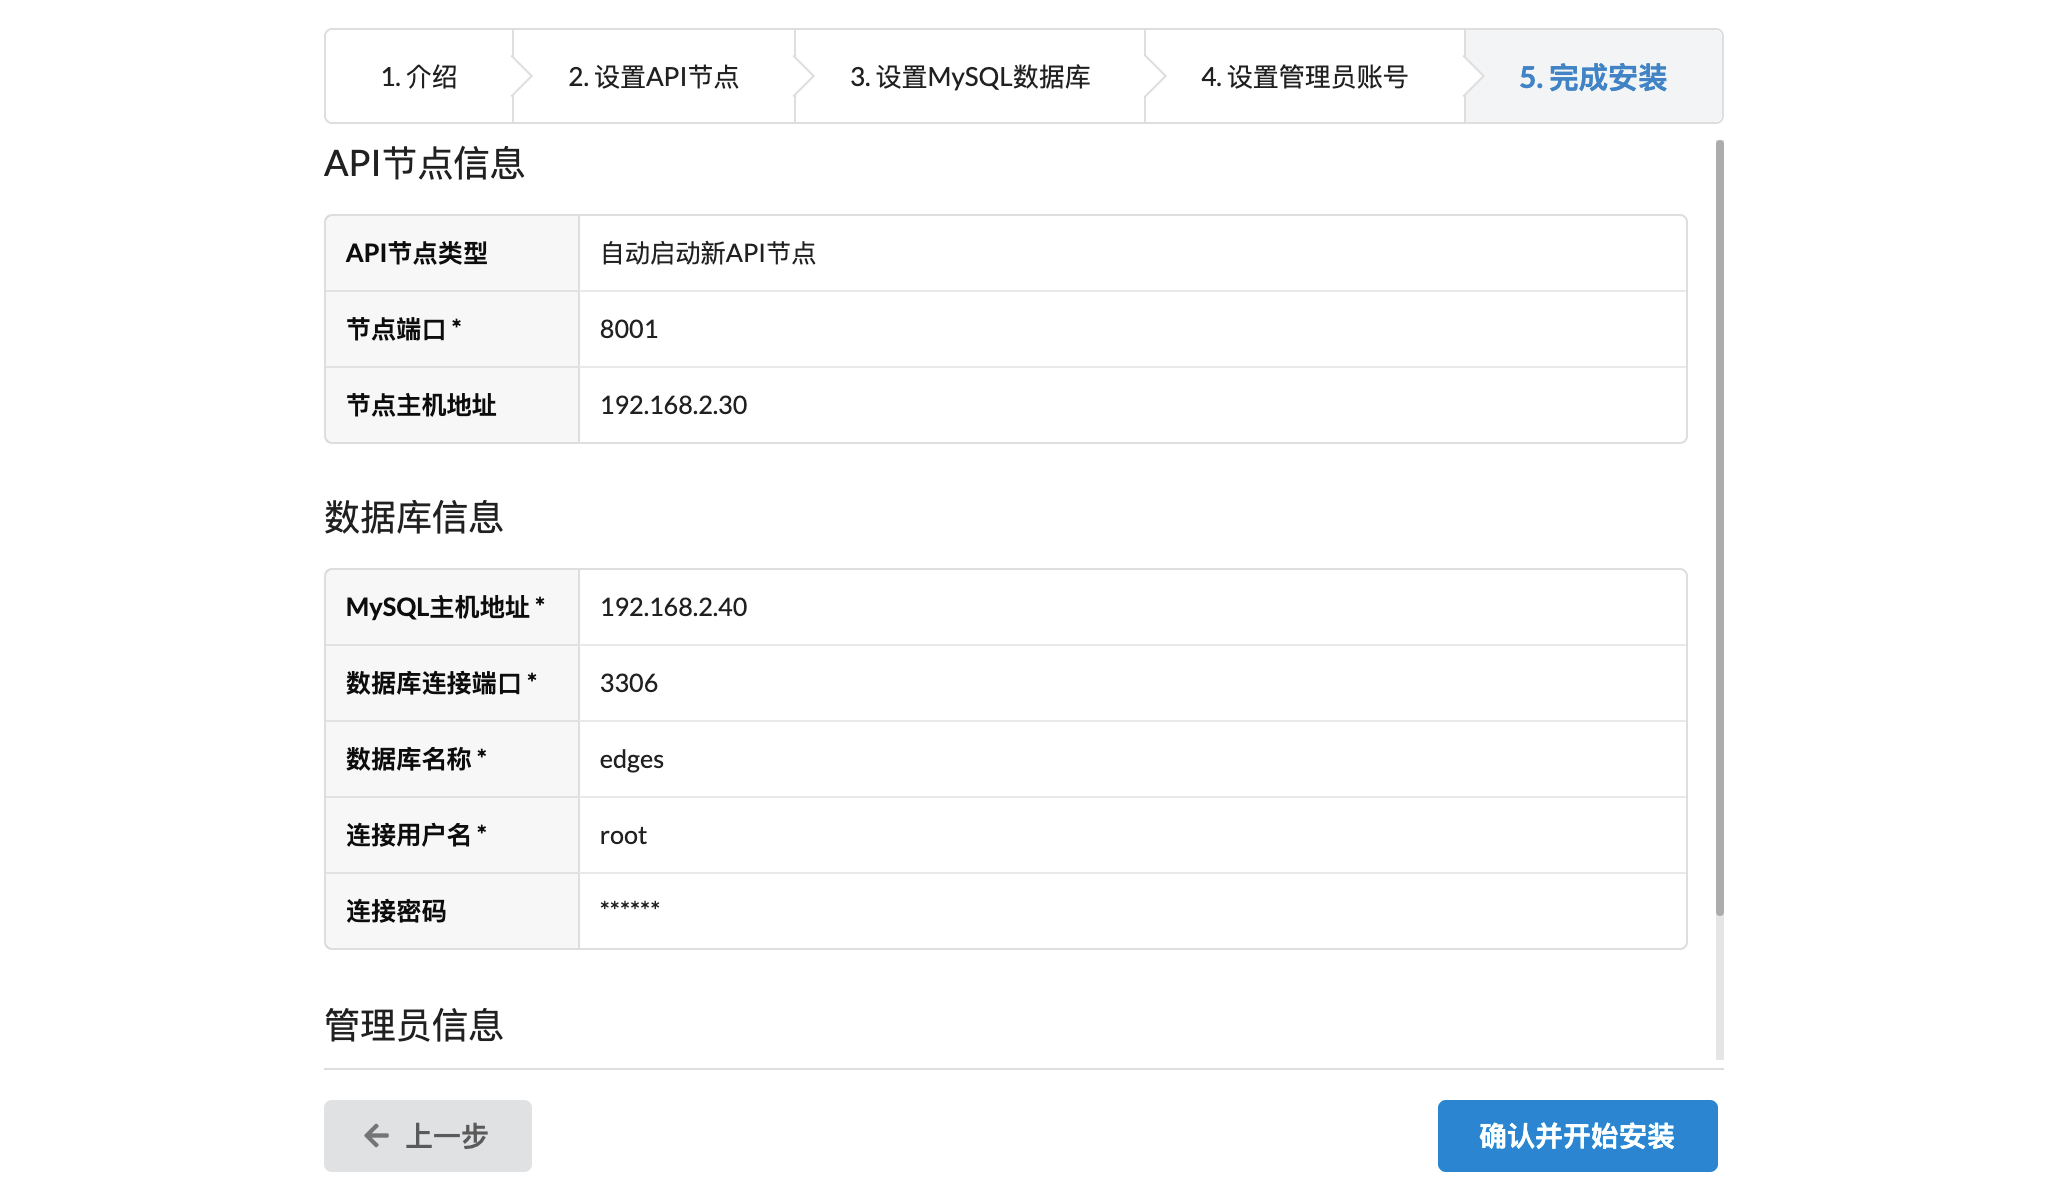 1. 介绍
2. 设置API节点
3. 设置MySQL数据库
4. 设置管理员账号
5. 完成安装
API节点信息
API节点类型 自动启动新API节点
节点端口 * 8001
节点主机地址 192.168.2.30
数据库信息
MySQL主机地址 * 192.168.2.40
数据库连接端口 * 3306
数据库名称 * edges
连接用户名 * root
连接密码 ******
管理员信息
上一步
确认并开始安装